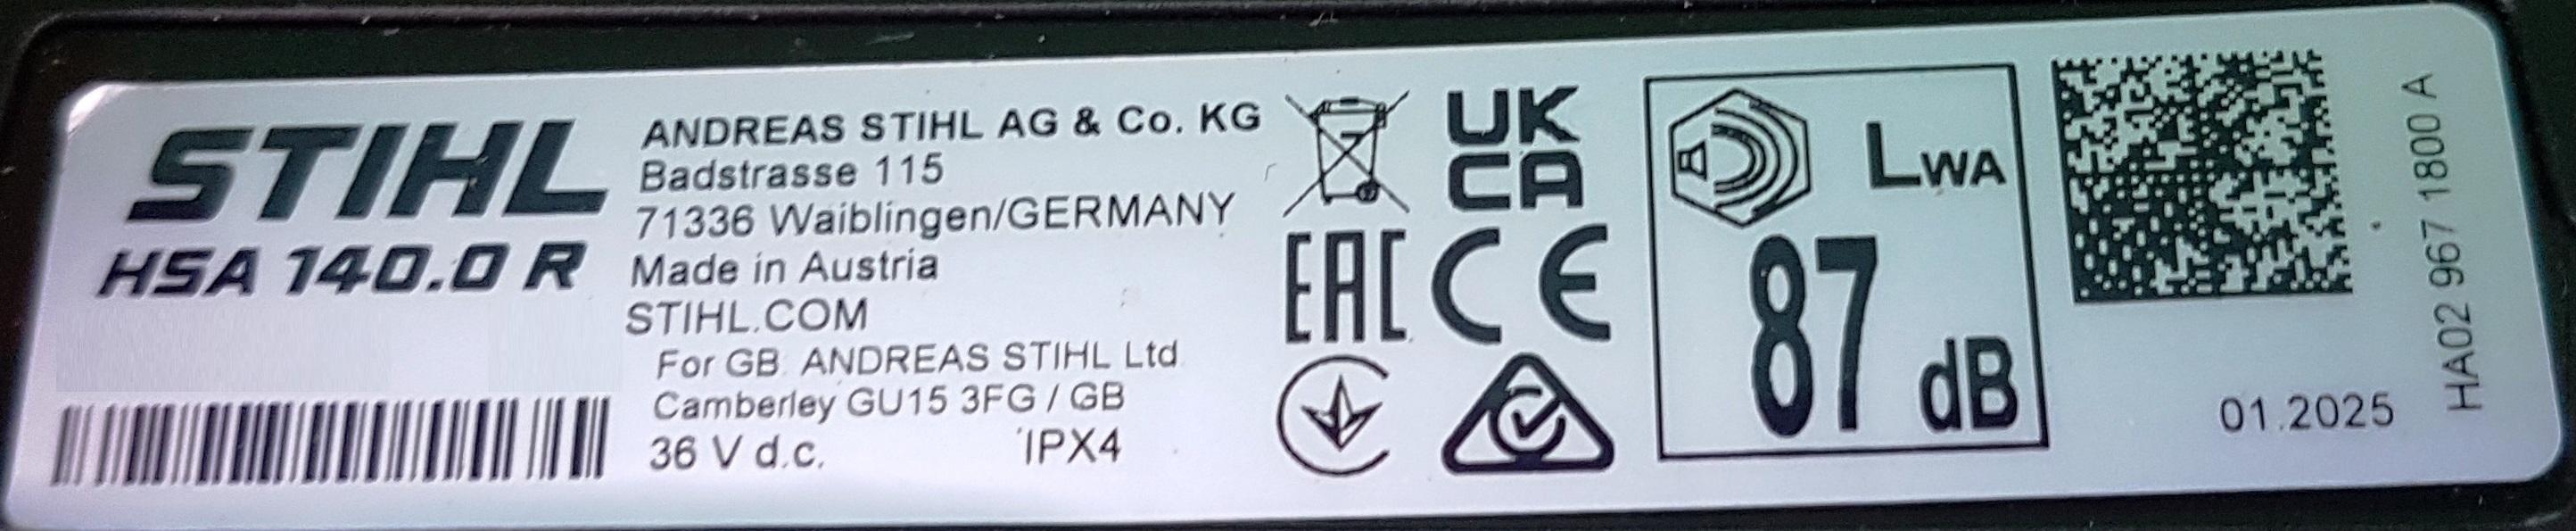 STIHL
HSA 140.0 R
ANDREAS STIHL AG & Co. KG
Badstrasse 115
71336 Waiblingen/GERMANY
Made in Austria
STIHL.COM
For GB: ANDREAS STIHL Ltd
Camberley GU15 3FG / GB
36 V d.c. IPX4
UK
CA
EAC
CE
LWA
87 dB
01.2025
HA02 967 1800 A